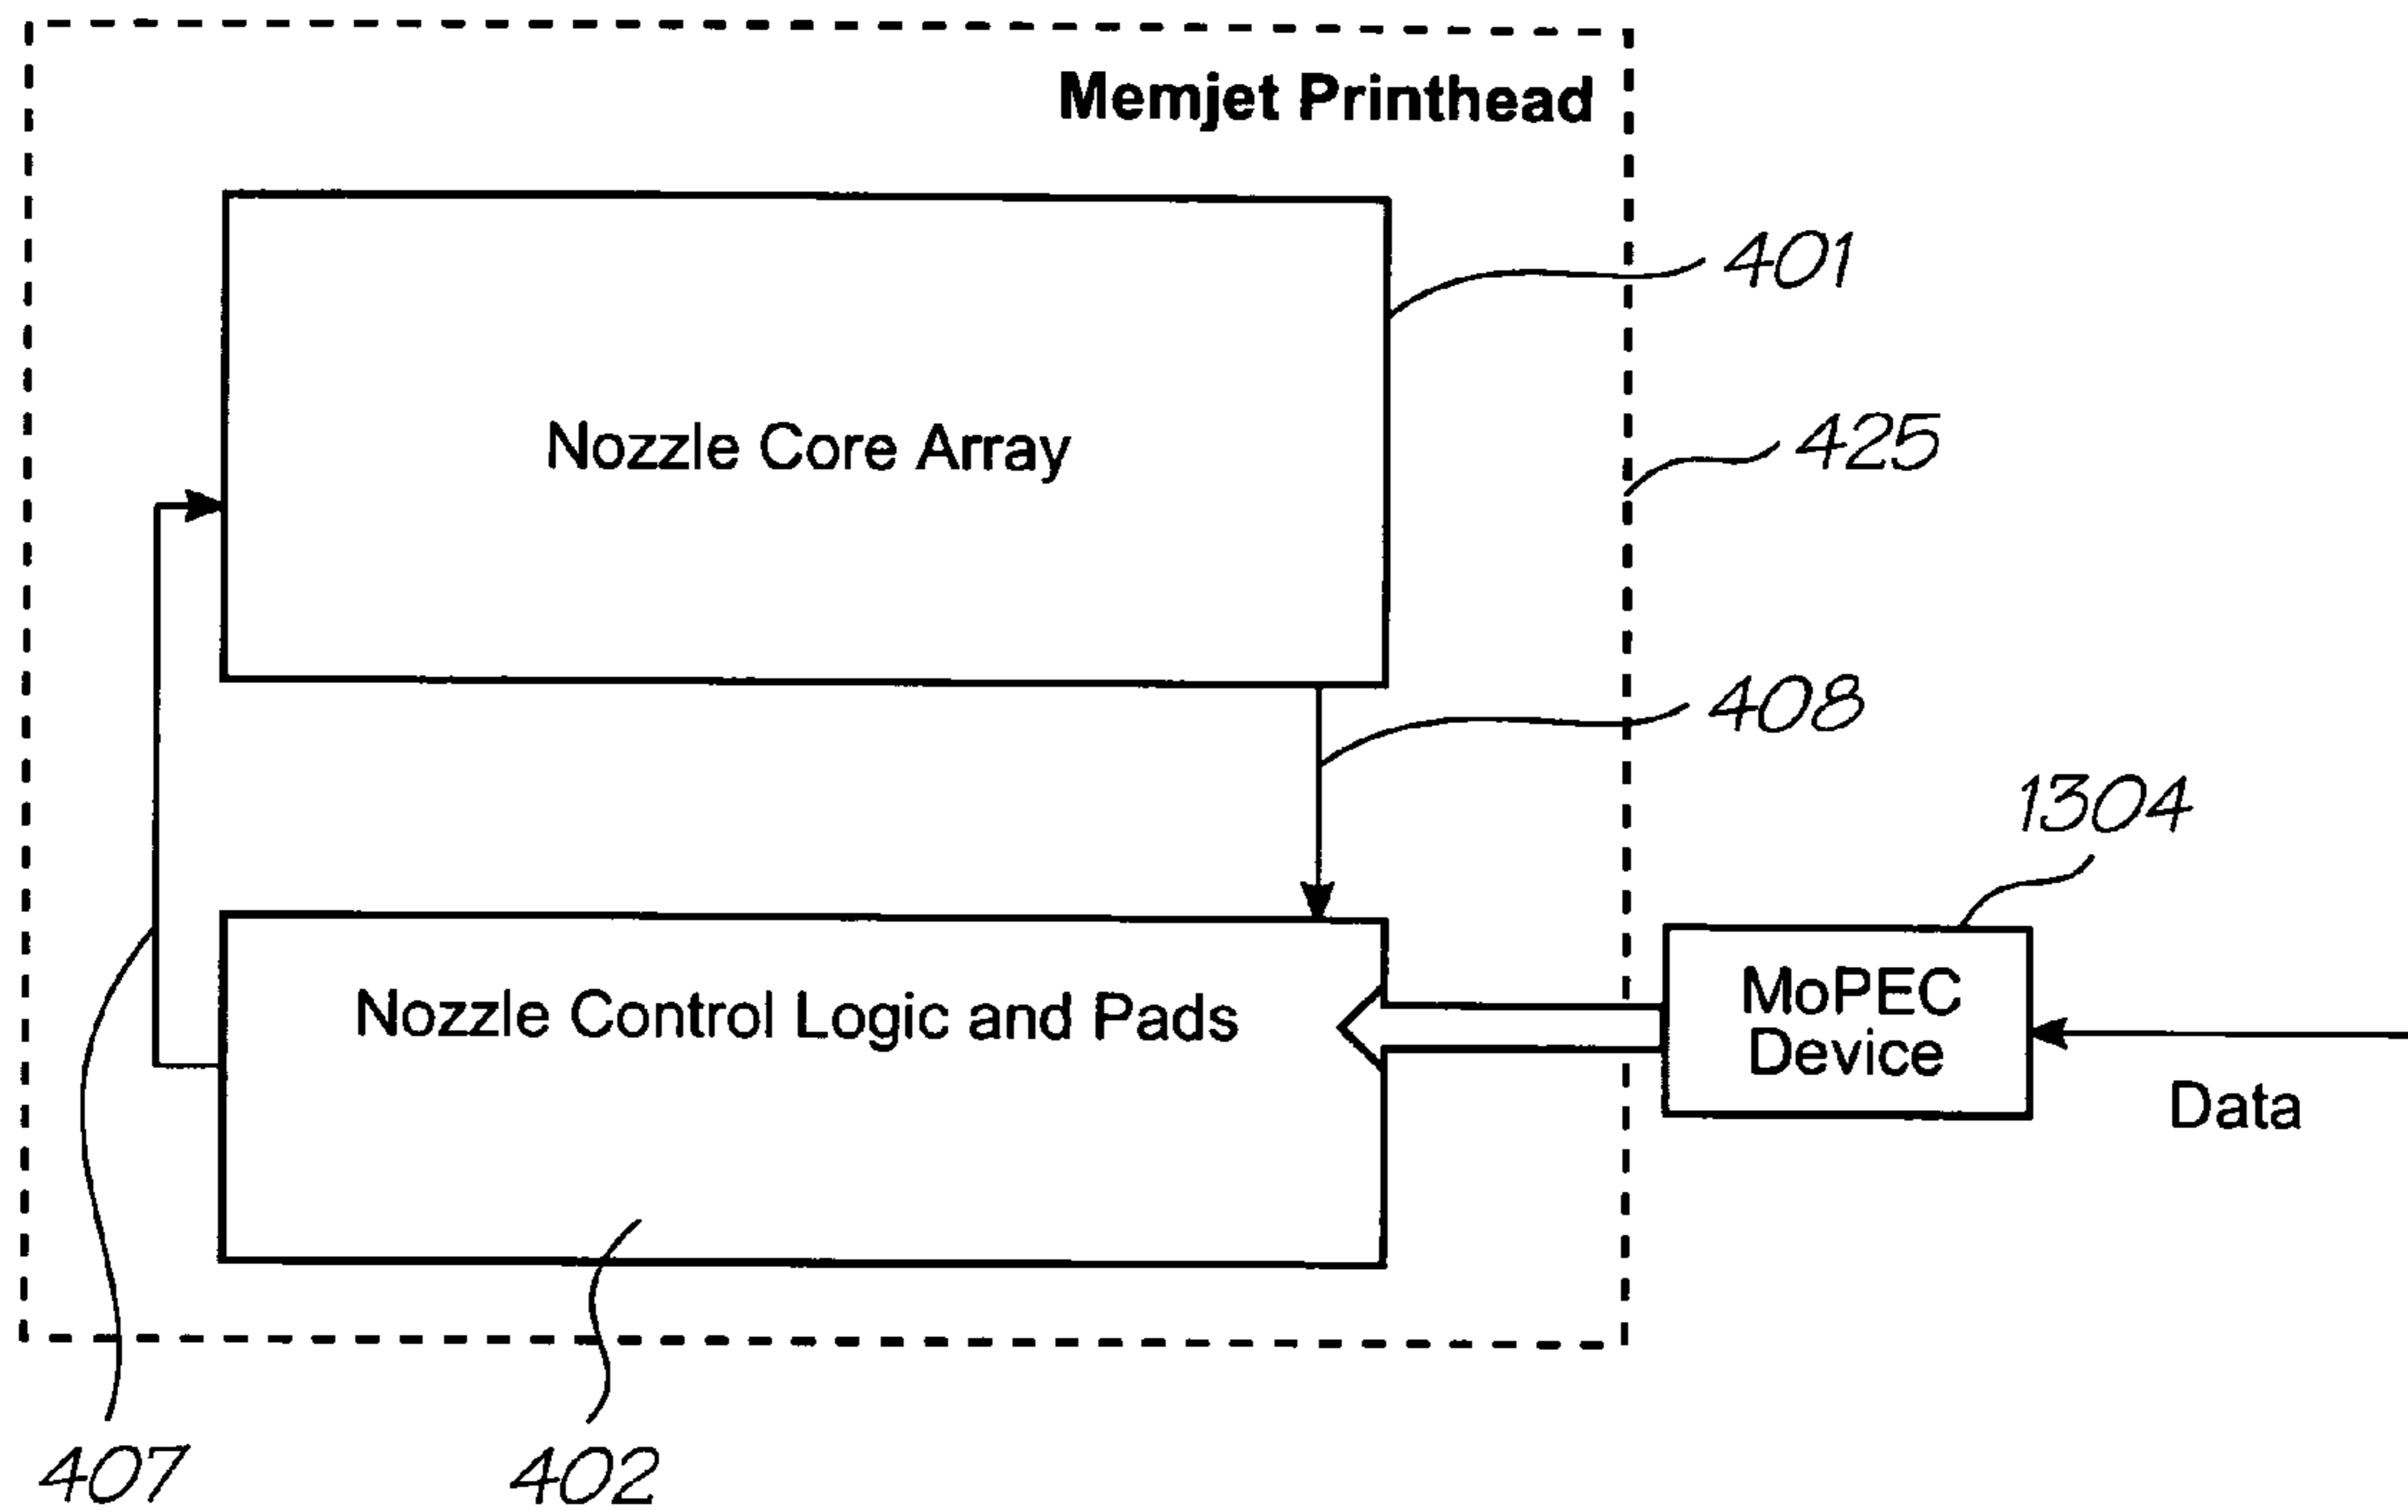 Memjet Printhead
401
Nozzle Core Array
425
408
1304
Nozzle Control Logic and Pads
MoPEC
Device
Data
407
402